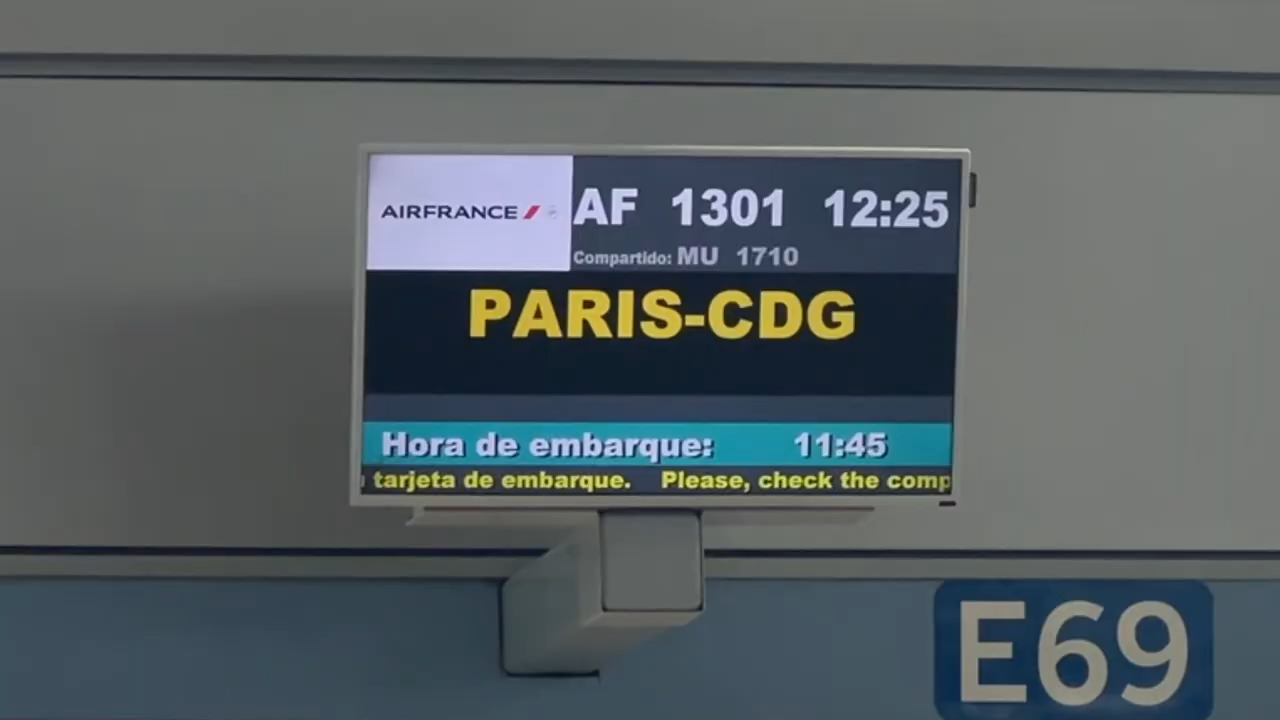 AIRFRANCE AF 1301 12:25
Compartido: MU 1710
PARIS-CDG
Hora de embarque: 11:45
tarjeta de embarque. Please, check the comp
E69